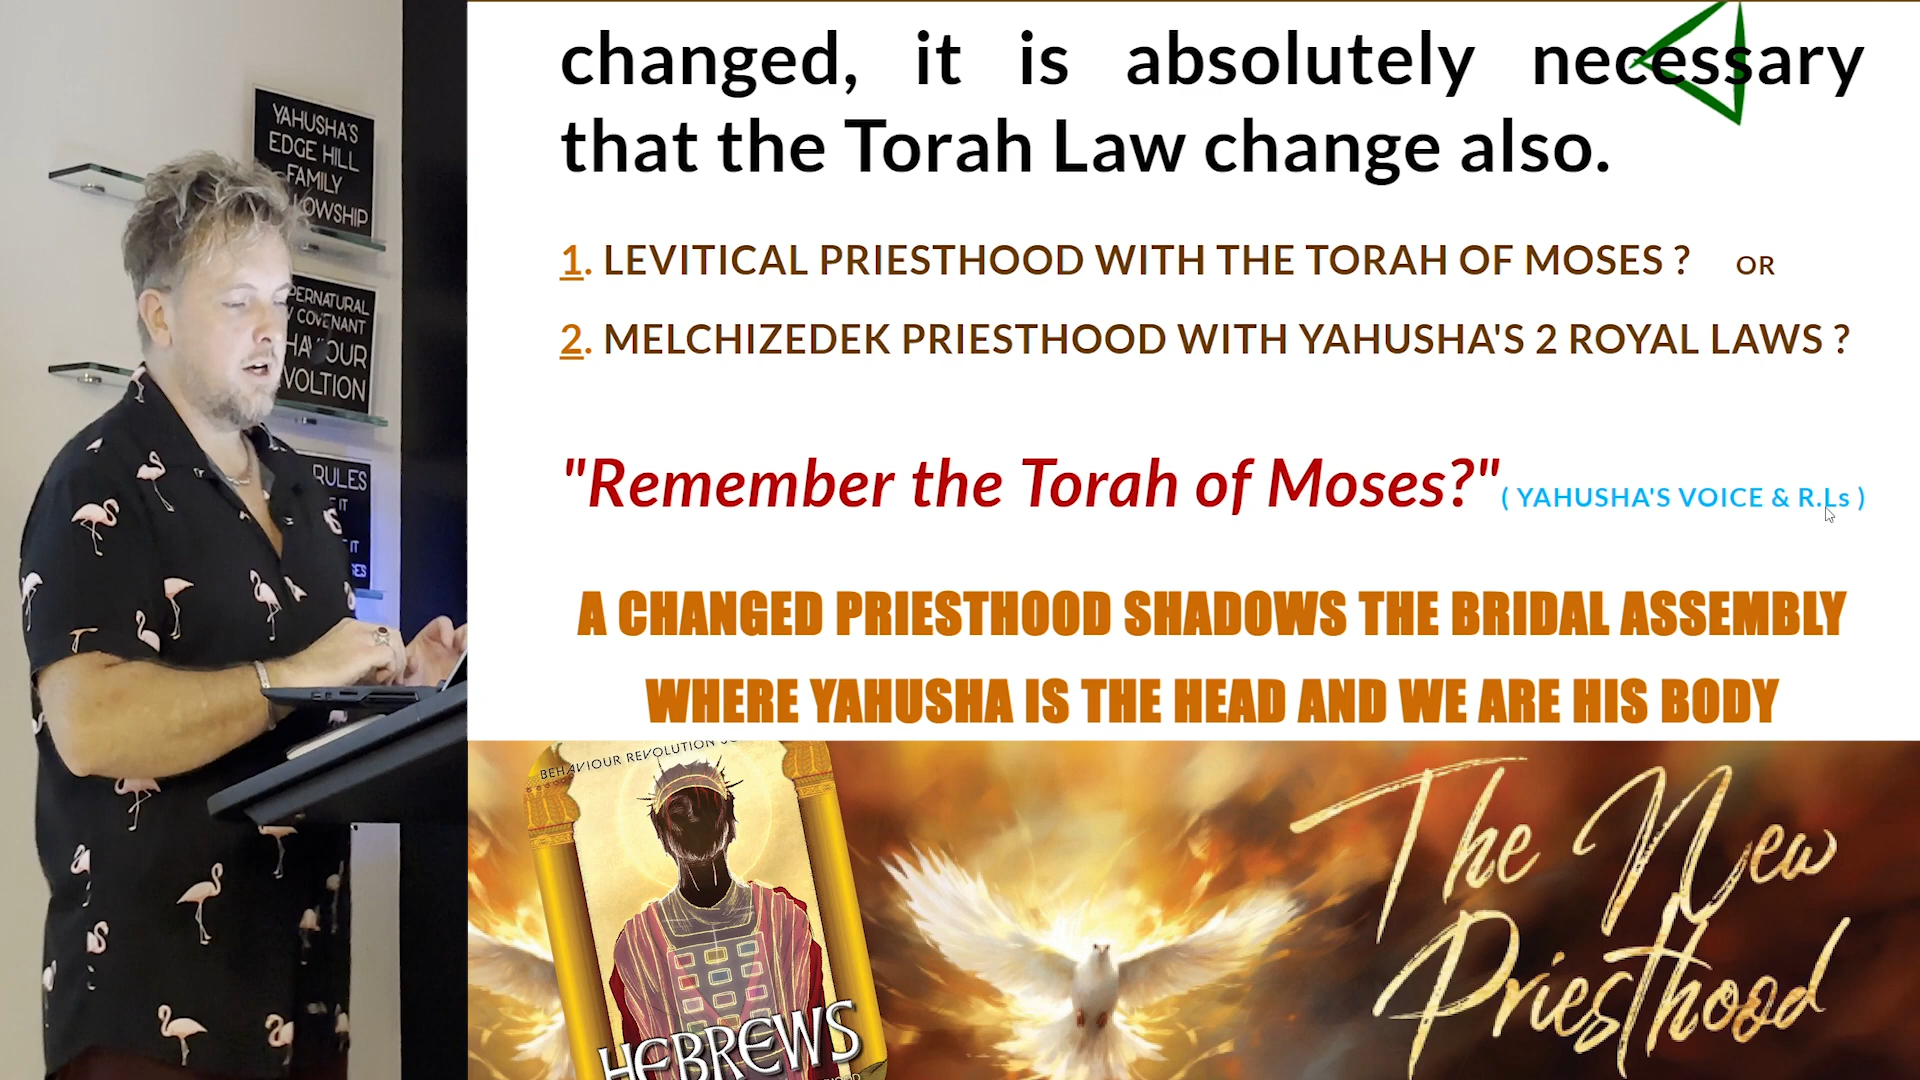 YAHUSHA'S
EDGE HILL
FAMILY
COVENANT
RULES
IT
IT
changed, it is absolutely necessary
that the Torah Law change also.
1. LEVITICAL PRIESTHOOD WITH THE TORAH OF MOSES ? OR
2. MELCHIZEDEK PRIESTHOOD WITH YAHUSHA'S 2 ROYAL LAWS ?
"Remember the Torah of Moses?" ( YAHUSHA'S VOICE & R.Ls )
A CHANGED PRIESTHOOD SHADOWS THE BRIDAL ASSEMBLY
WHERE YAHUSHA IS THE HEAD AND WE ARE HIS BODY
BEHAVIOUR REVOLUTION
HEBREWS
The New
Priesthood